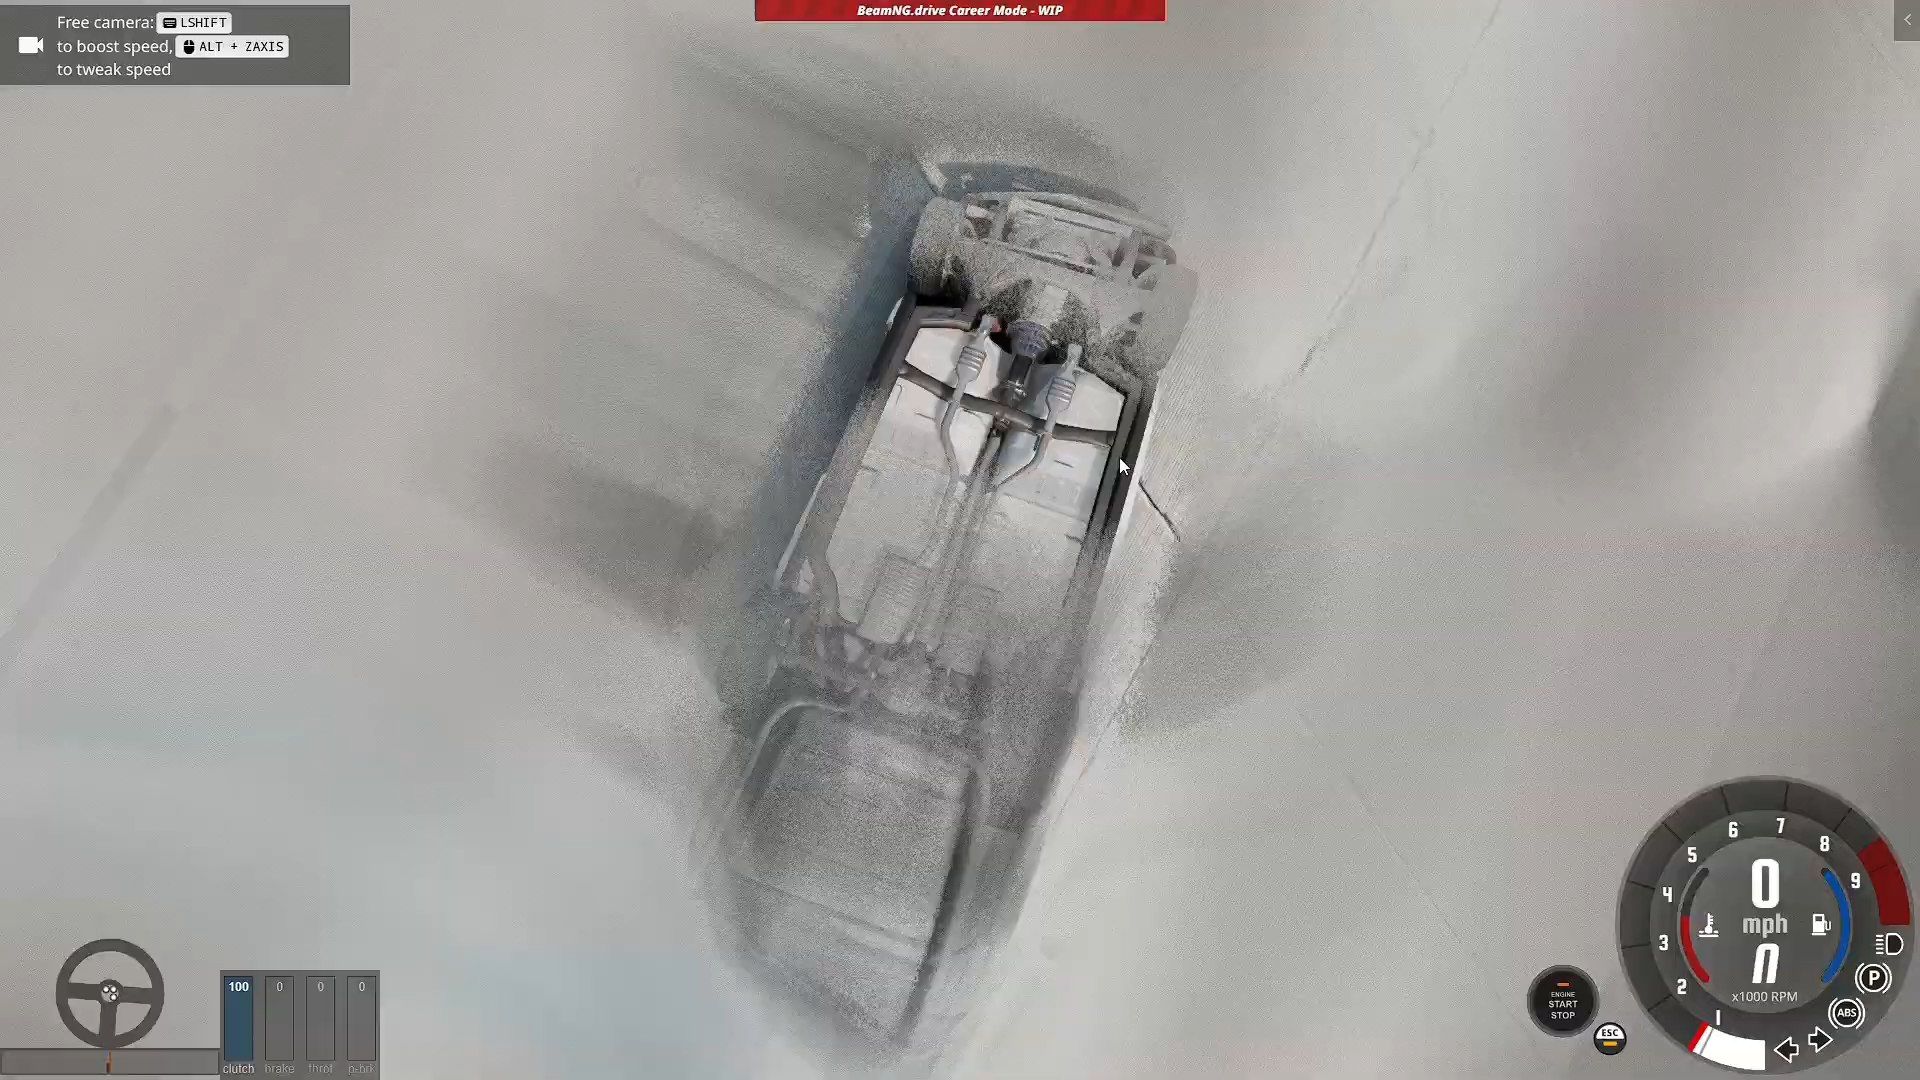 Free camera: LSHIFT
to boost speed, ALT + ZAXIS
to tweak speed
BeamNG.drive Career Mode - WIP
100 0 0 0
clutch brake throt p-brk
ENGINE
START
STOP
ESC
1 2 3 4 5 6 7 8 9
0
mph
0
x1000 RPM
P
ABS